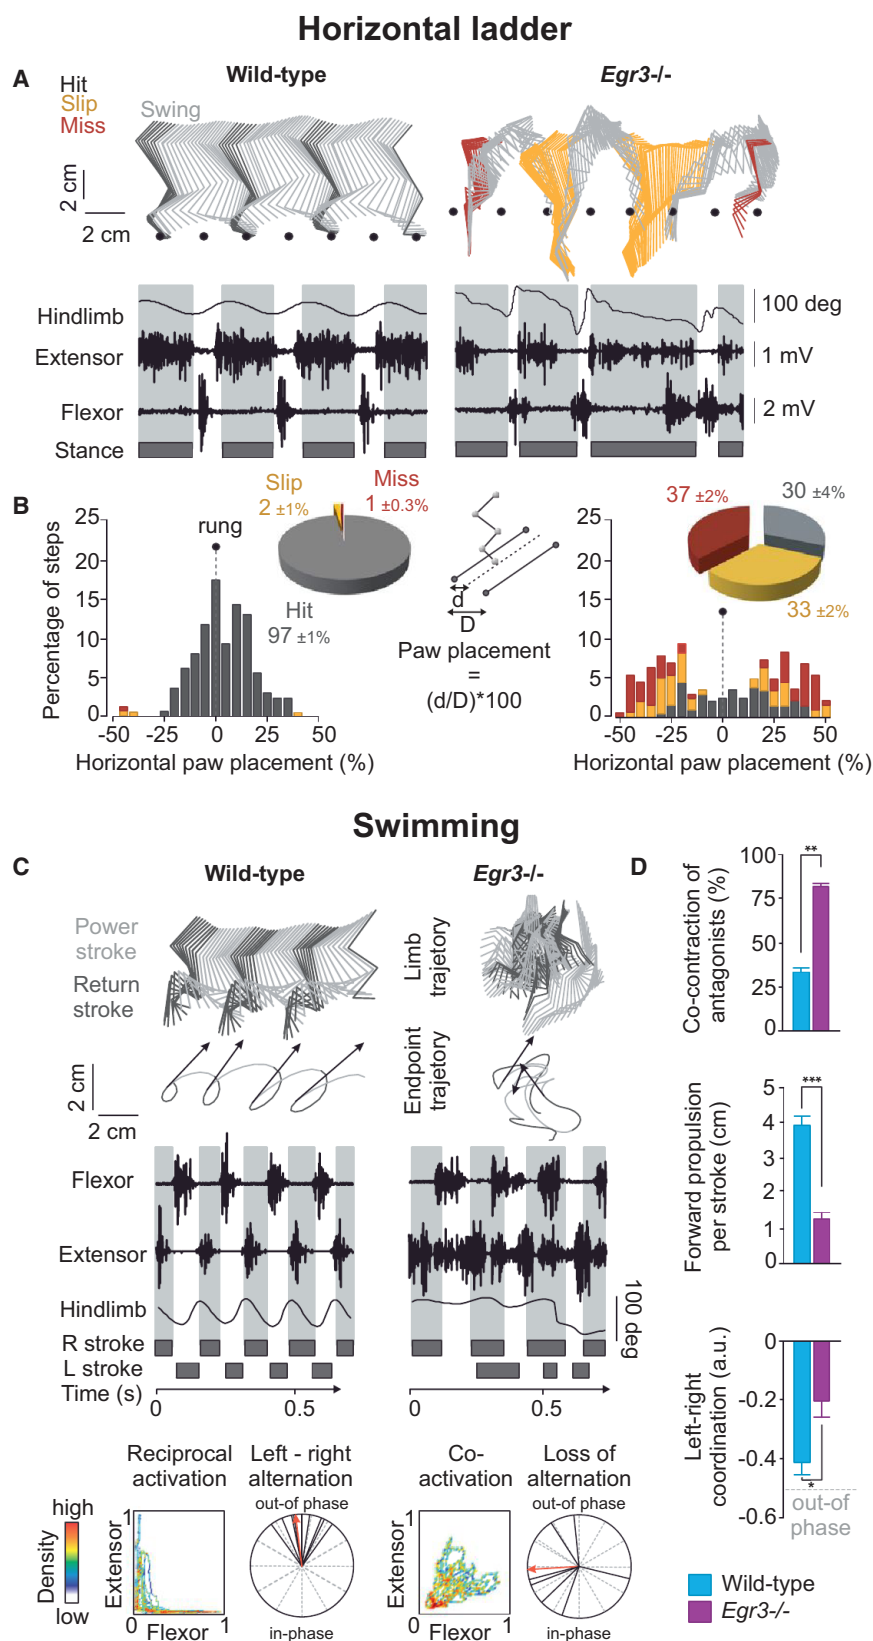 Horizontal ladder
A
Wild-type
Egr3-/-
Hit
Slip
Miss
Swing
2 cm
2 cm
Hindlimb
Extensor
Flexor
Stance
100 deg
1 mV
2 mV
B
Percentage of steps
25
20
15
10
5
0
-50
-25
0
25
50
Horizontal paw placement (%)
rung
Slip
2 ±1%
Miss
1 ±0.3%
Hit
97 ±1%
d
D
Paw placement
=
(d/D)*100
37 ±2%
30 ±4%
33 ±2%
25
20
15
10
5
0
-50
-25
0
25
50
Horizontal paw placement (%)
Swimming
C
Wild-type
Egr3-/-
Power
stroke
Return
stroke
Limb
trajetory
Endpoint
trajetory
2 cm
2 cm
Flexor
Extensor
Hindlimb
R stroke
L stroke
Time (s)
0
0.5
0
0.5
100 deg
Reciprocal
activation
Left - right
alternation
Co-
activation
Loss of
alternation
high
Density
low
1
Extensor
0
Flexor
1
out-of phase
in-phase
1
Extensor
0
Flexor
1
out-of phase
in-phase
D
Co-contraction of
antagonists (%)
100
75
50
25
0
**
Forward propulsion
per stroke (cm)
5
4
3
2
1
0
***
Left-right
coordination (a.u.)
0
-0.2
-0.4
-0.6
*
out-of
phase
Wild-type
Egr3-/-